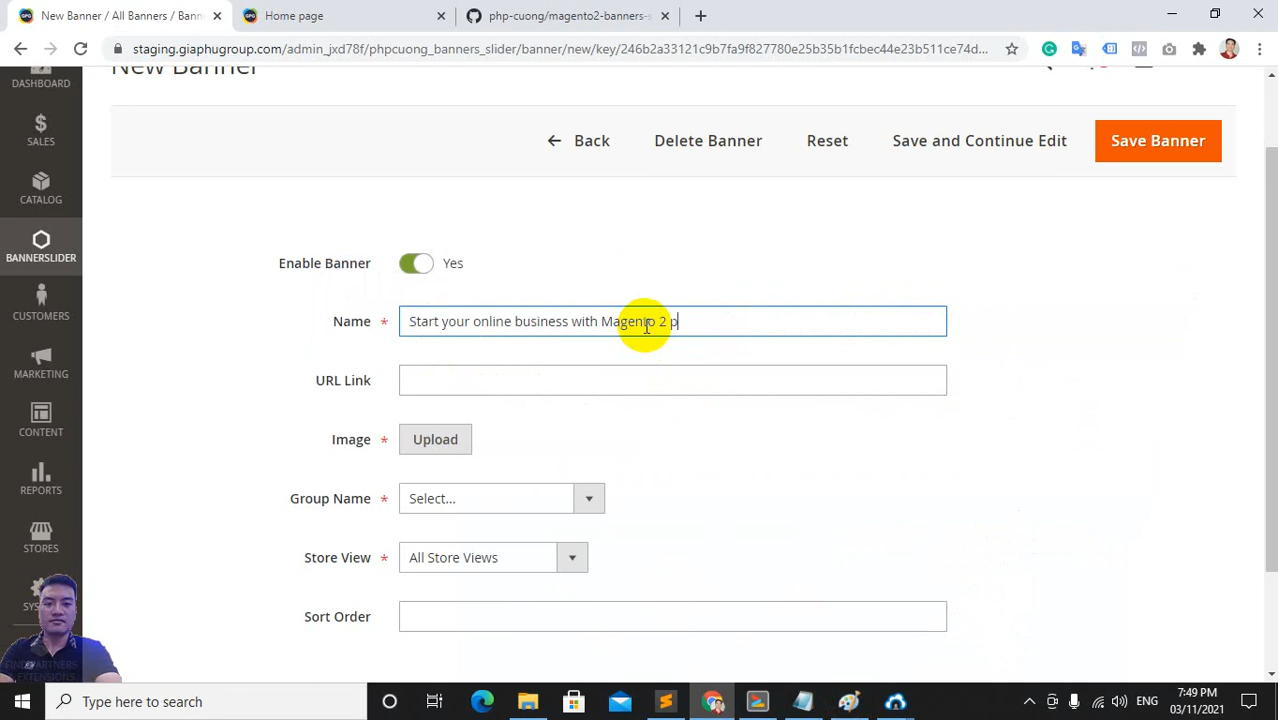 New Banner / All Banners / Bann
Home page
php-cuong/magento2-banners-s
staging.giaphugroup.com/admin_jxd78f/phpcuong_banners_slider/banner/new/key/246b2a33121c9b7fa9f827780e25b35b1fcbec44e23b511ce74d...
New Banner
DASHBOARD
SALES
CATALOG
BANNERSLIDER
CUSTOMERS
MARKETING
CONTENT
REPORTS
STORES
SYS
FIND PARTNERS
EXTENSIONS
Back
Delete Banner
Reset
Save and Continue Edit
Save Banner
Enable Banner Yes
Name * Start your online business with Magento 2 p
URL Link
Image * Upload
Group Name * Select...
Store View * All Store Views
Sort Order
Type here to search
ENG
7:49 PM
03/11/2021